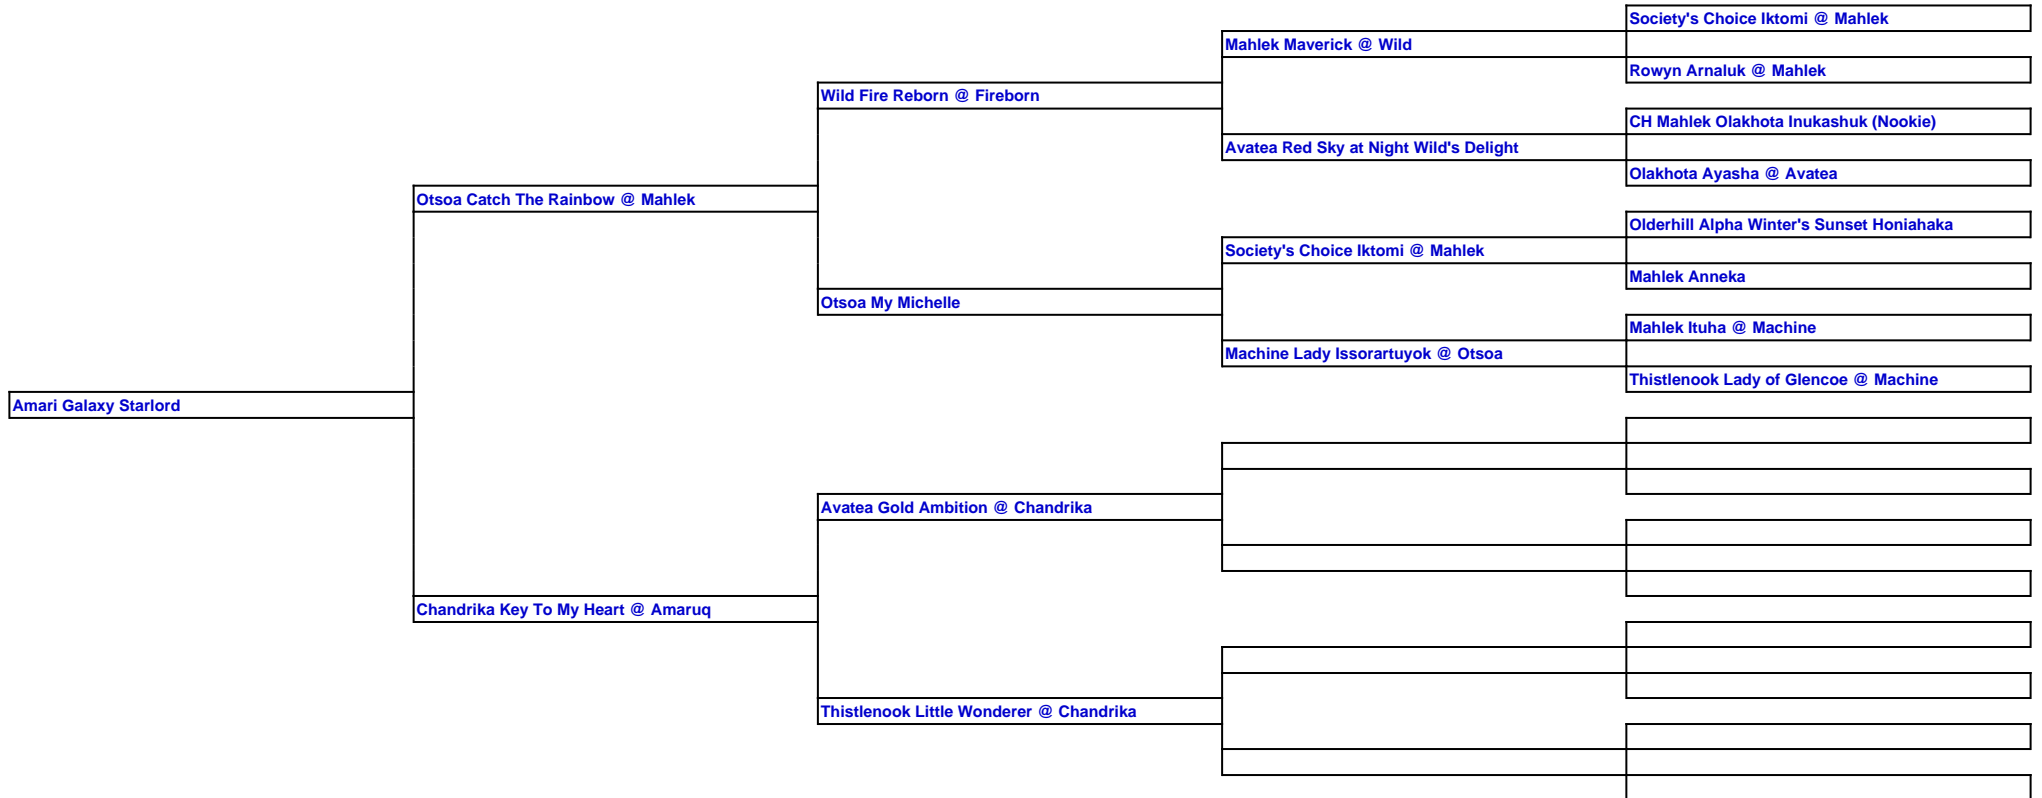 Society's Choice Iktomi @ Mahlek
Mahlek Maverick @ Wild
Rowyn Arnaluk @ Mahlek
Wild Fire Reborn @ Fireborn
CH Mahlek Olakhota Inukashuk (Nookie)
Avatea Red Sky at Night Wild's Delight
Olakhota Ayasha @ Avatea
Otsoa Catch The Rainbow @ Mahlek
Olderhill Alpha Winter's Sunset Honiahaka
Society's Choice Iktomi @ Mahlek
Mahlek Anneka
Otsoa My Michelle
Mahlek Ituha @ Machine
Machine Lady Issorartuyok @ Otsoa
Thistlenook Lady of Glencoe @ Machine
Amari Galaxy Starlord
Avatea Gold Ambition @ Chandrika
Chandrika Key To My Heart @ Amaruq
Thistlenook Little Wonderer @ Chandrika